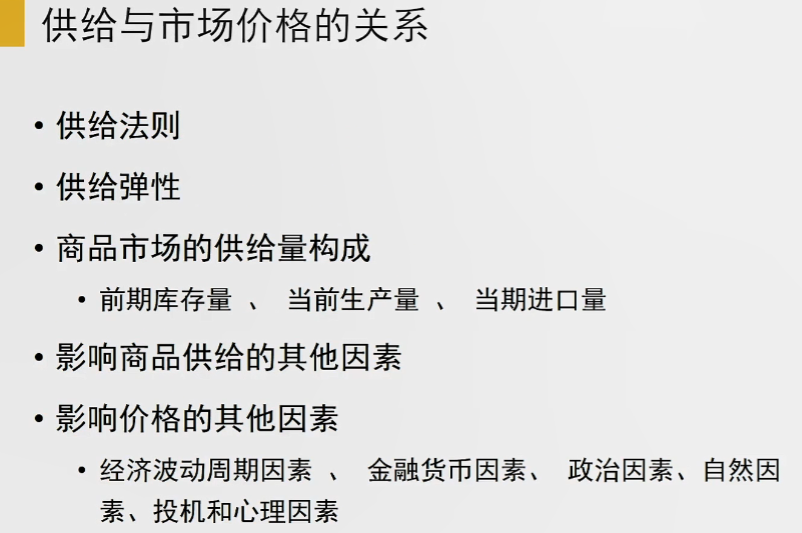 供给与市场价格的关系
• 供给法则
• 供给弹性
• 商品市场的供给量构成
• 前期库存量 、 当前生产量 、 当期进口量
• 影响商品供给的其他因素
• 影响价格的其他因素
• 经济波动周期因素 、 金融货币因素、 政治因素、自然因
素、投机和心理因素